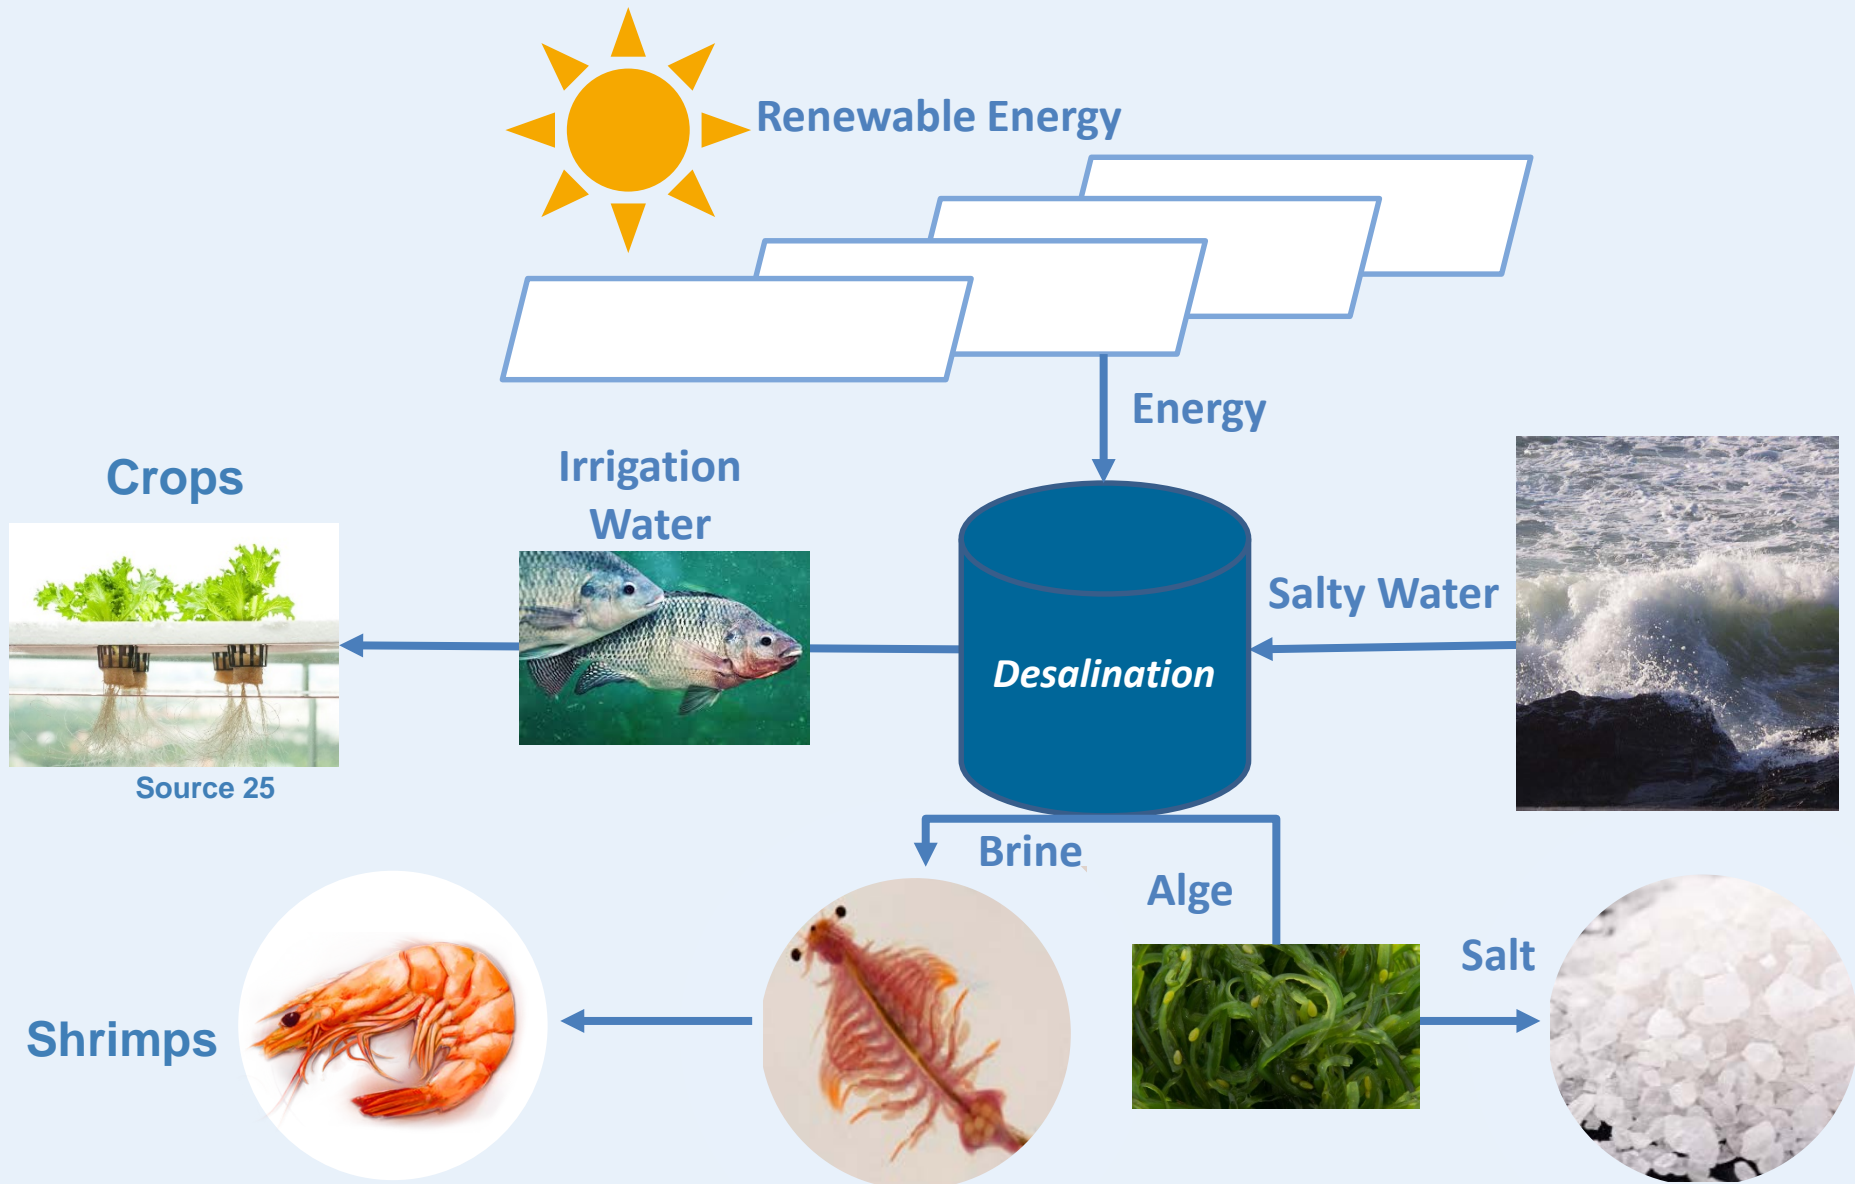 Renewable Energy
Energy
Crops
Irrigation
Water
Salty Water
Desalination
Source 25
Brine
Alge
Salt
Shrimps